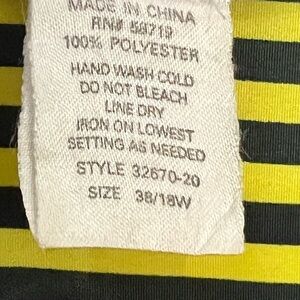 MADE IN CHINA
RN# 58719
100% POLYESTER
HAND WASH COLD
DO NOT BLEACH
LINE DRY
IRON ON LOWEST
SETTING AS NEEDED
STYLE 32670-20
SIZE 38/18W